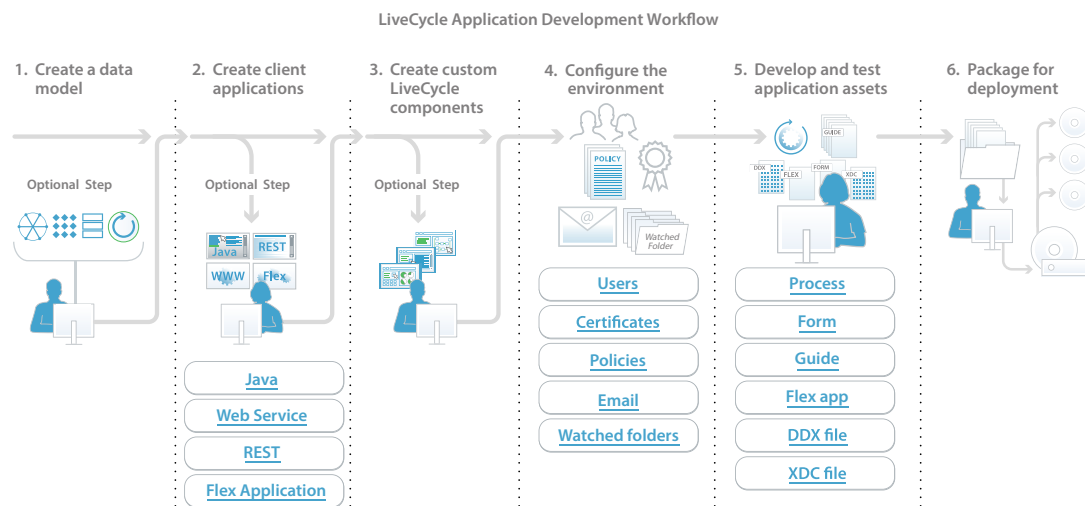 LiveCycle Application Development Workflow
1. Create a data
model
2. Create client
applications
3. Create custom
LiveCycle
components
4. Configure the
environment
5. Develop and test
application assets
6. Package for
deployment
Optional Step
Optional Step
Optional Step
Java
REST
WWW
Flex
POLICY
@
Watched
Folder
GUIDE
DDX
FLEX
FORM
XDC
Java
Web Service
REST
Flex Application
Users
Certificates
Policies
Email
Watched folders
Process
Form
Guide
Flex app
DDX file
XDC file